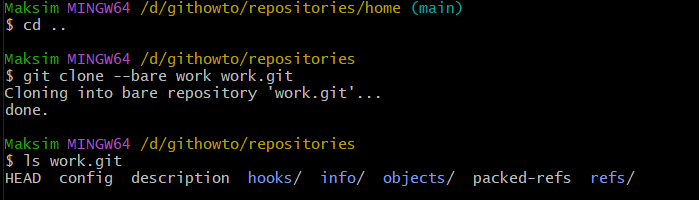 Maksim MINGW64 /d/githowto/repositories/home (main)
$ cd ..
Maksim MINGW64 /d/githowto/repositories
$ git clone --bare work work.git
Cloning into bare repository 'work.git'...
done.
Maksim MINGW64 /d/githowto/repositories
$ ls work.git
HEAD  config  description  hooks/  info/  objects/  packed-refs  refs/